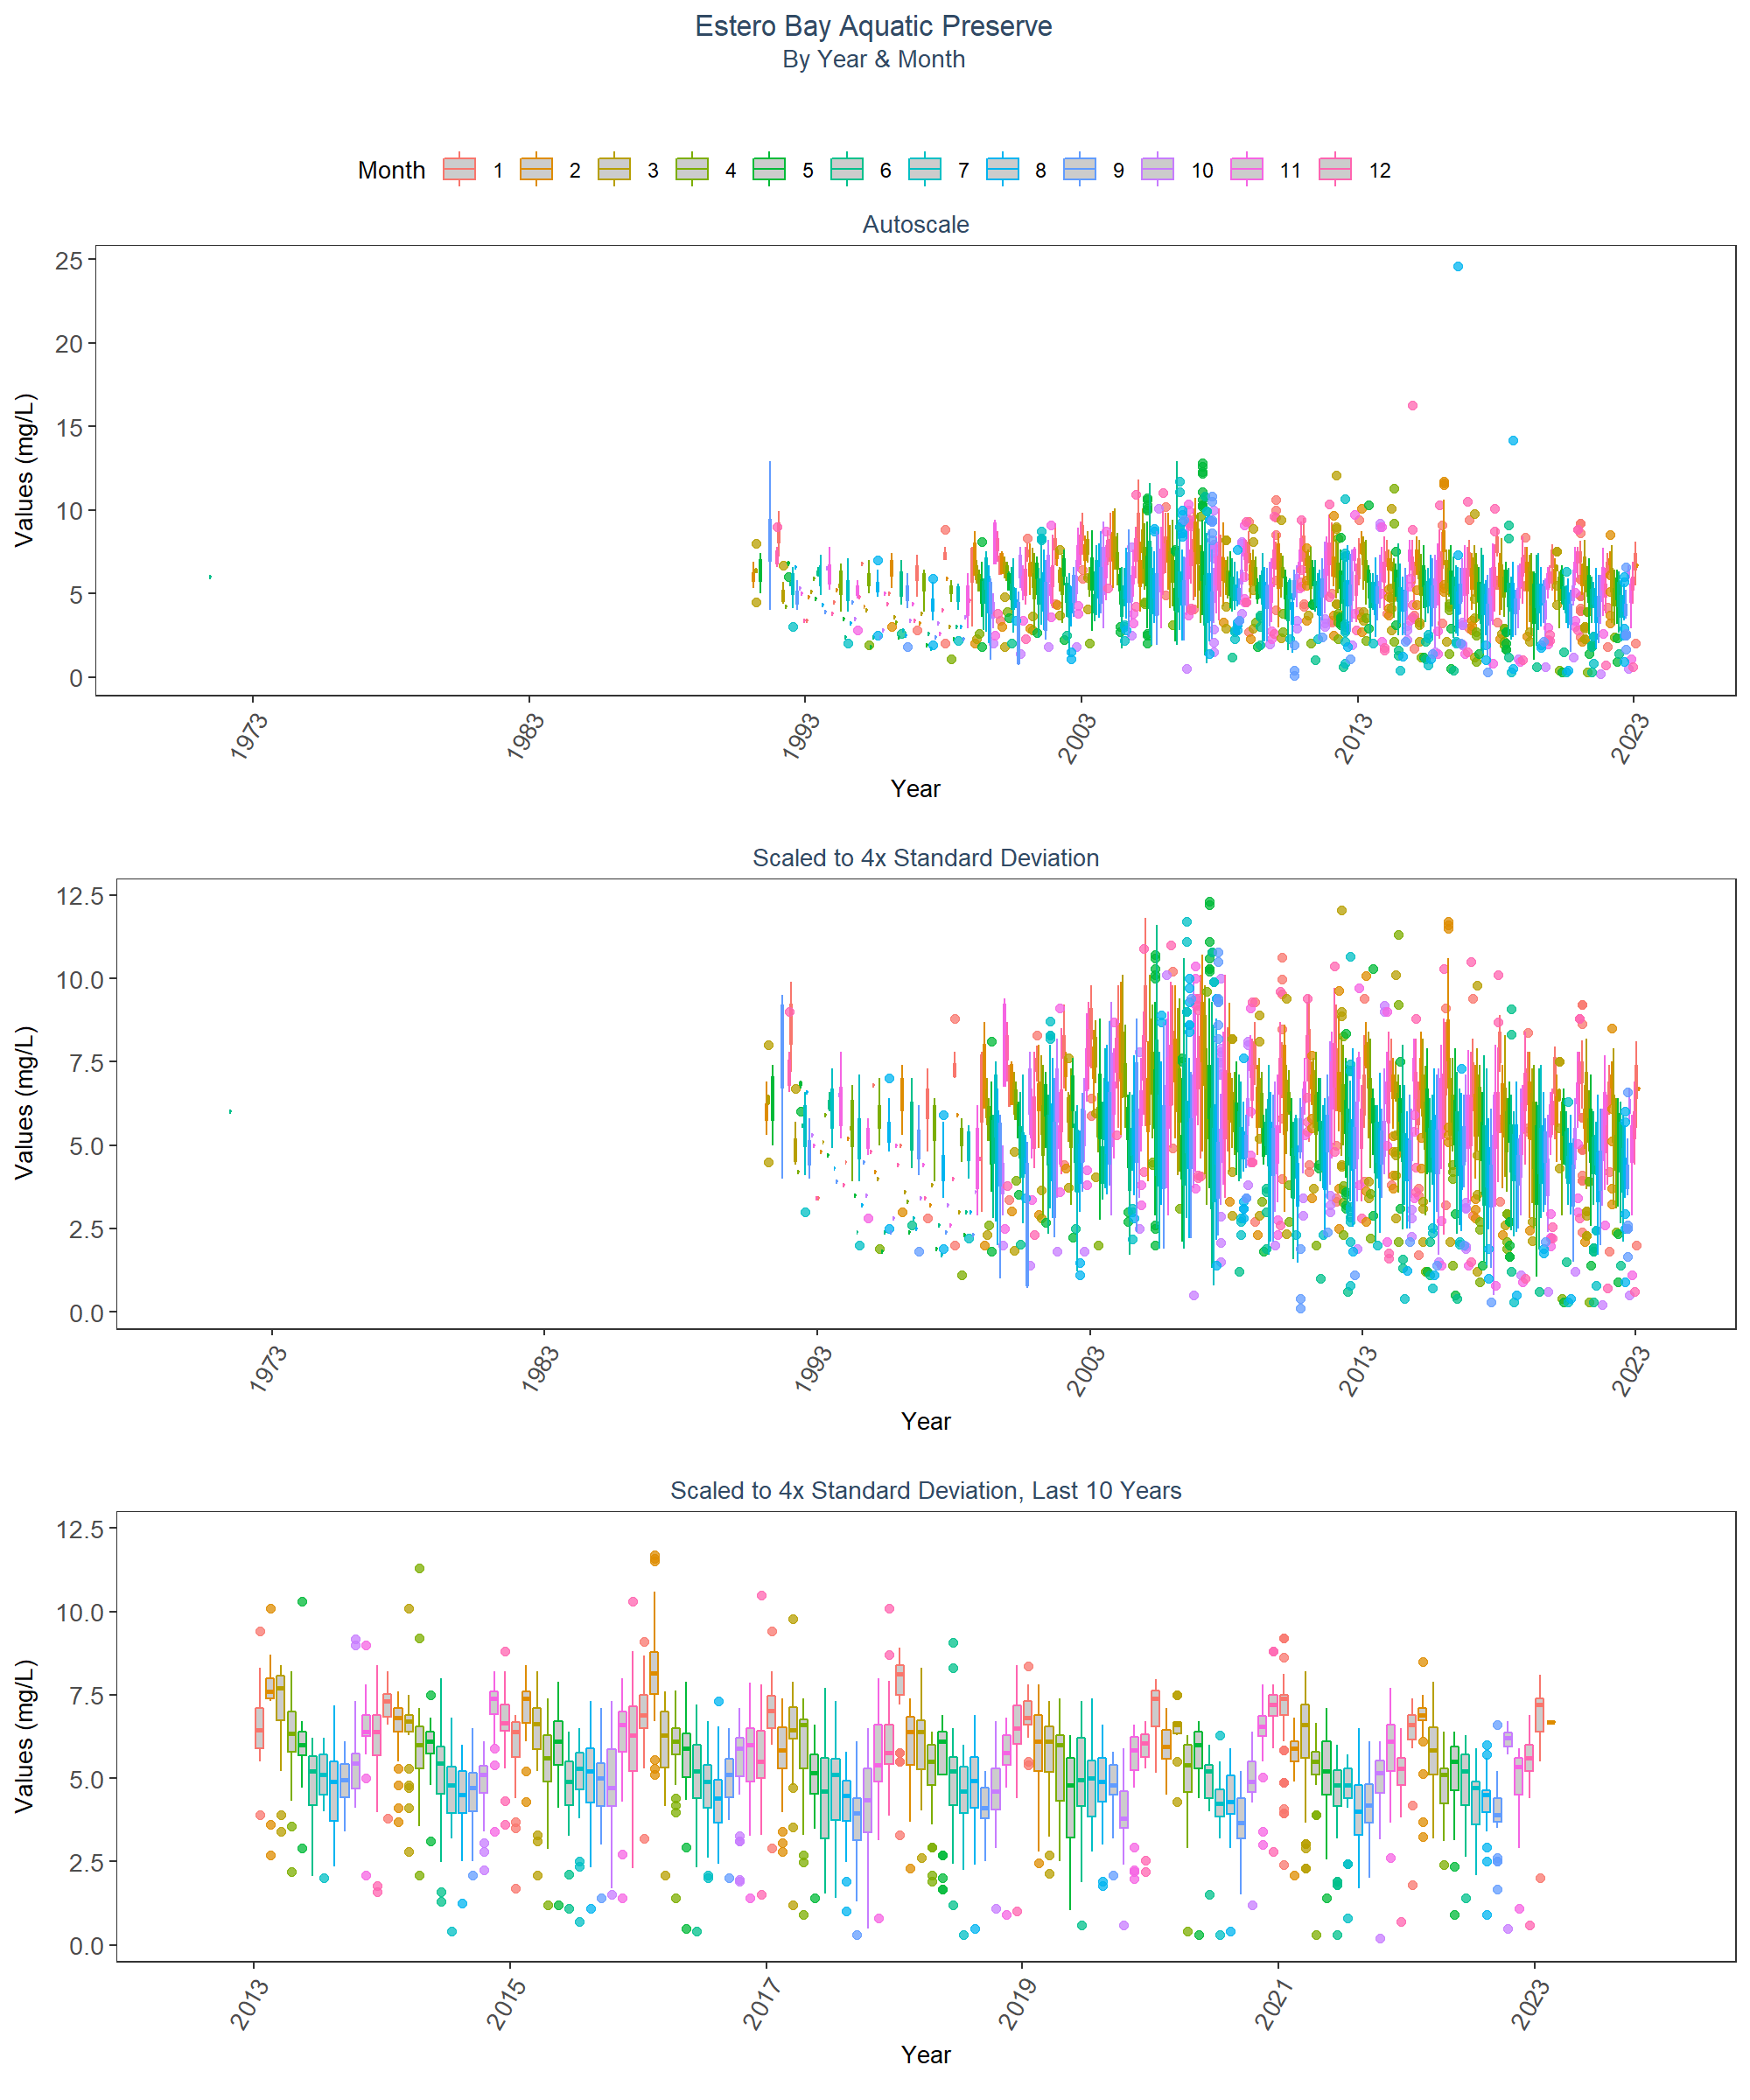 Estero Bay Aquatic Preserve
By Year & Month
Month 1 2 3 4 5 6 7 8 9 10 11 12
Autoscale
25
20
15
10
5
0
Values (mg/L)
1973 1983 1993 2003 2013 2023
Year
Scaled to 4x Standard Deviation
12.5
10.0
7.5
5.0
2.5
0.0
Values (mg/L)
1973 1983 1993 2003 2013 2023
Year
Scaled to 4x Standard Deviation, Last 10 Years
12.5
10.0
7.5
5.0
2.5
0.0
Values (mg/L)
2013 2015 2017 2019 2021 2023
Year